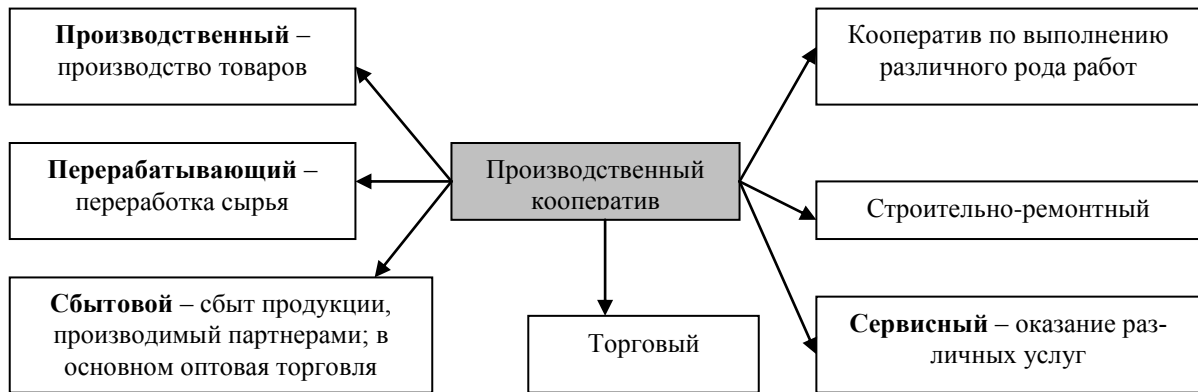 Производственный –
производство товаров
Кооператив по выполнению
различного рода работ
Перерабатывающий –
переработка сырья
Производственный
кооператив
Строительно-ремонтный
Сбытовой – сбыт продукции,
производимый партнерами; в
основном оптовая торговля
Торговый
Сервисный – оказание раз-
личных услуг